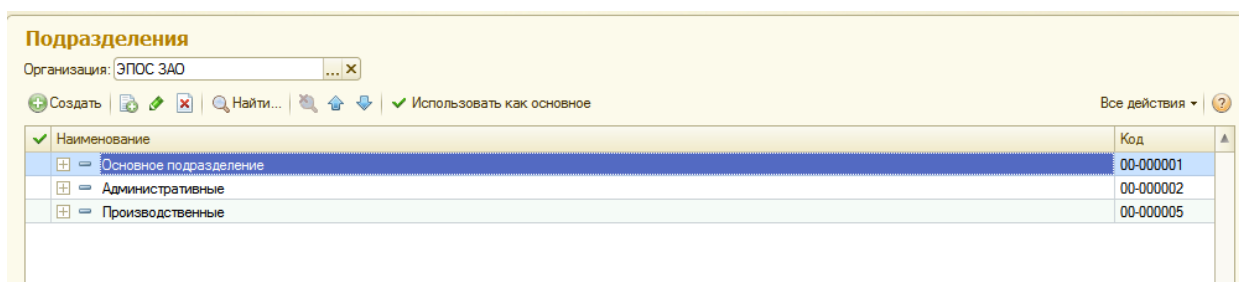 Подразделения
Организация: ЭПОС ЗАО ...
Создать Найти... Использовать как основное Все действия ?
Наименование Код
Основное подразделение 00-000001
Административные 00-000002
Производственные 00-000005